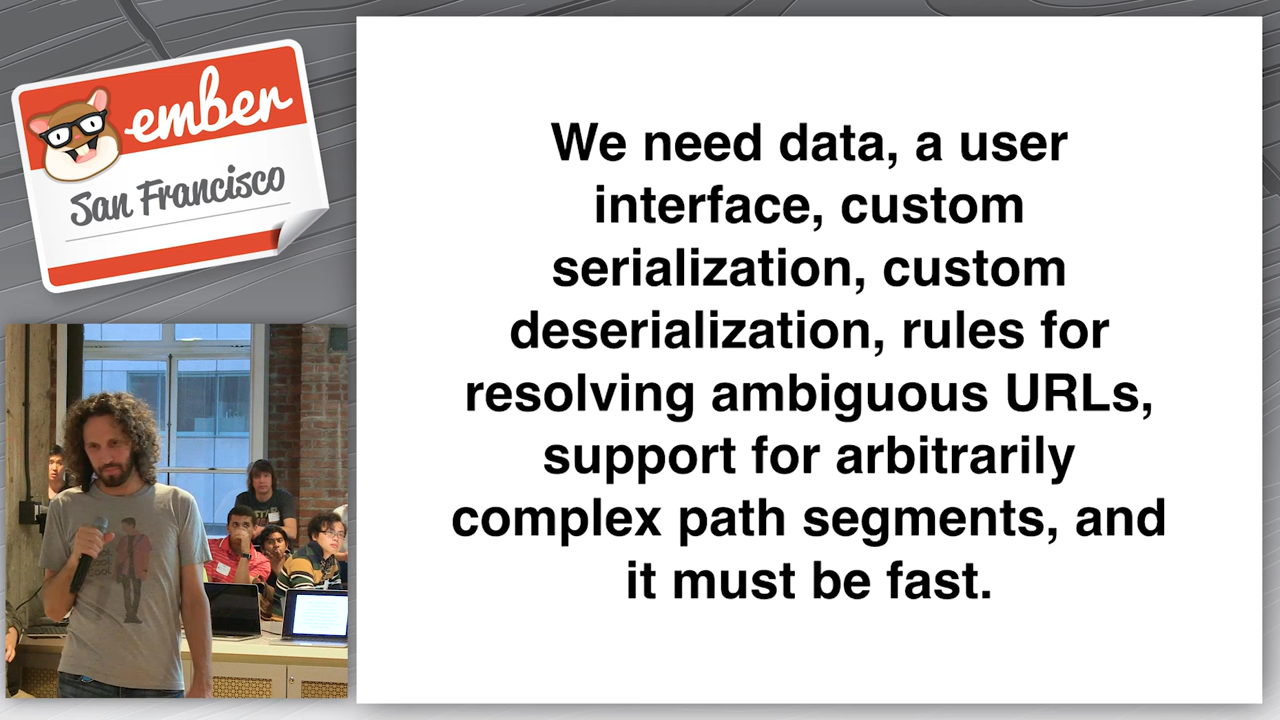 ember
San Francisco
We need data, a user
interface, custom
serialization, custom
deserialization, rules for
resolving ambiguous URLs,
support for arbitrarily
complex path segments, and
it must be fast.